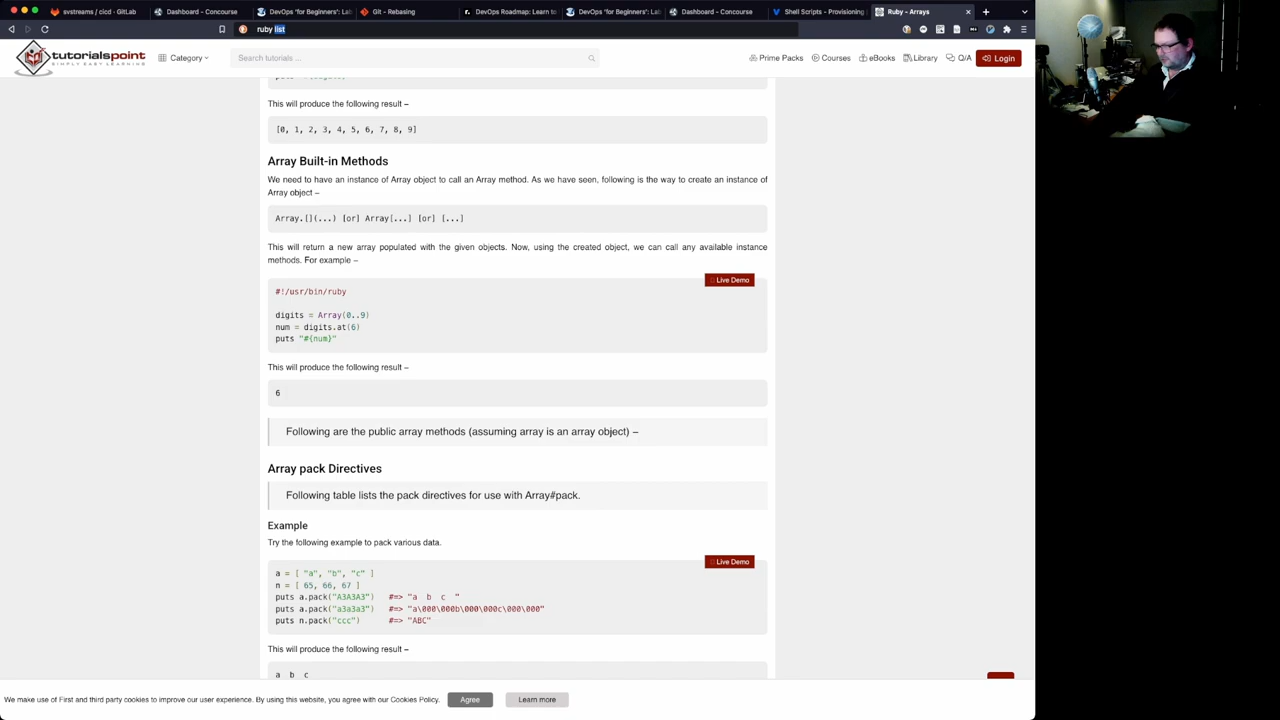 svstreams / cicd - GitLab
Dashboard - Concourse
DevOps 'for Beginners': Lab
Git - Rebasing
DevOps Roadmap: Learn to
DevOps 'for Beginners': Lab
Dashboard - Concourse
Shell Scripts - Provisioning
Ruby - Arrays
ruby list
tutorialspoint
SIMPLY EASY LEARNING
Category
Search tutorials ...
Prime Packs
Courses
eBooks
Library
Q/A
Login
This will produce the following result –
[0, 1, 2, 3, 4, 5, 6, 7, 8, 9]
Array Built-in Methods
We need to have an instance of Array object to call an Array method. As we have seen, following is the way to create an instance of
Array object –
Array.[](...) [or] Array[...] [or] [...]
This will return a new array populated with the given objects. Now, using the created object, we can call any available instance
methods. For example –
Live Demo
#!/usr/bin/ruby
digits = Array(0..9)
num = digits.at(6)
puts "#{num}"
This will produce the following result –
6
Following are the public array methods (assuming array is an array object) –
Array pack Directives
Following table lists the pack directives for use with Array#pack.
Example
Try the following example to pack various data.
Live Demo
a = [ "a", "b", "c" ]
n = [ 65, 66, 67 ]
puts a.pack("A3A3A3") #=> "a b c "
puts a.pack("a3a3a3") #=> "a\000\000b\000\000c\000\000"
puts n.pack("ccc") #=> "ABC"
This will produce the following result –
a b c
We make use of First and third party cookies to improve our user experience. By using this website, you agree with our Cookies Policy.
Agree
Learn more